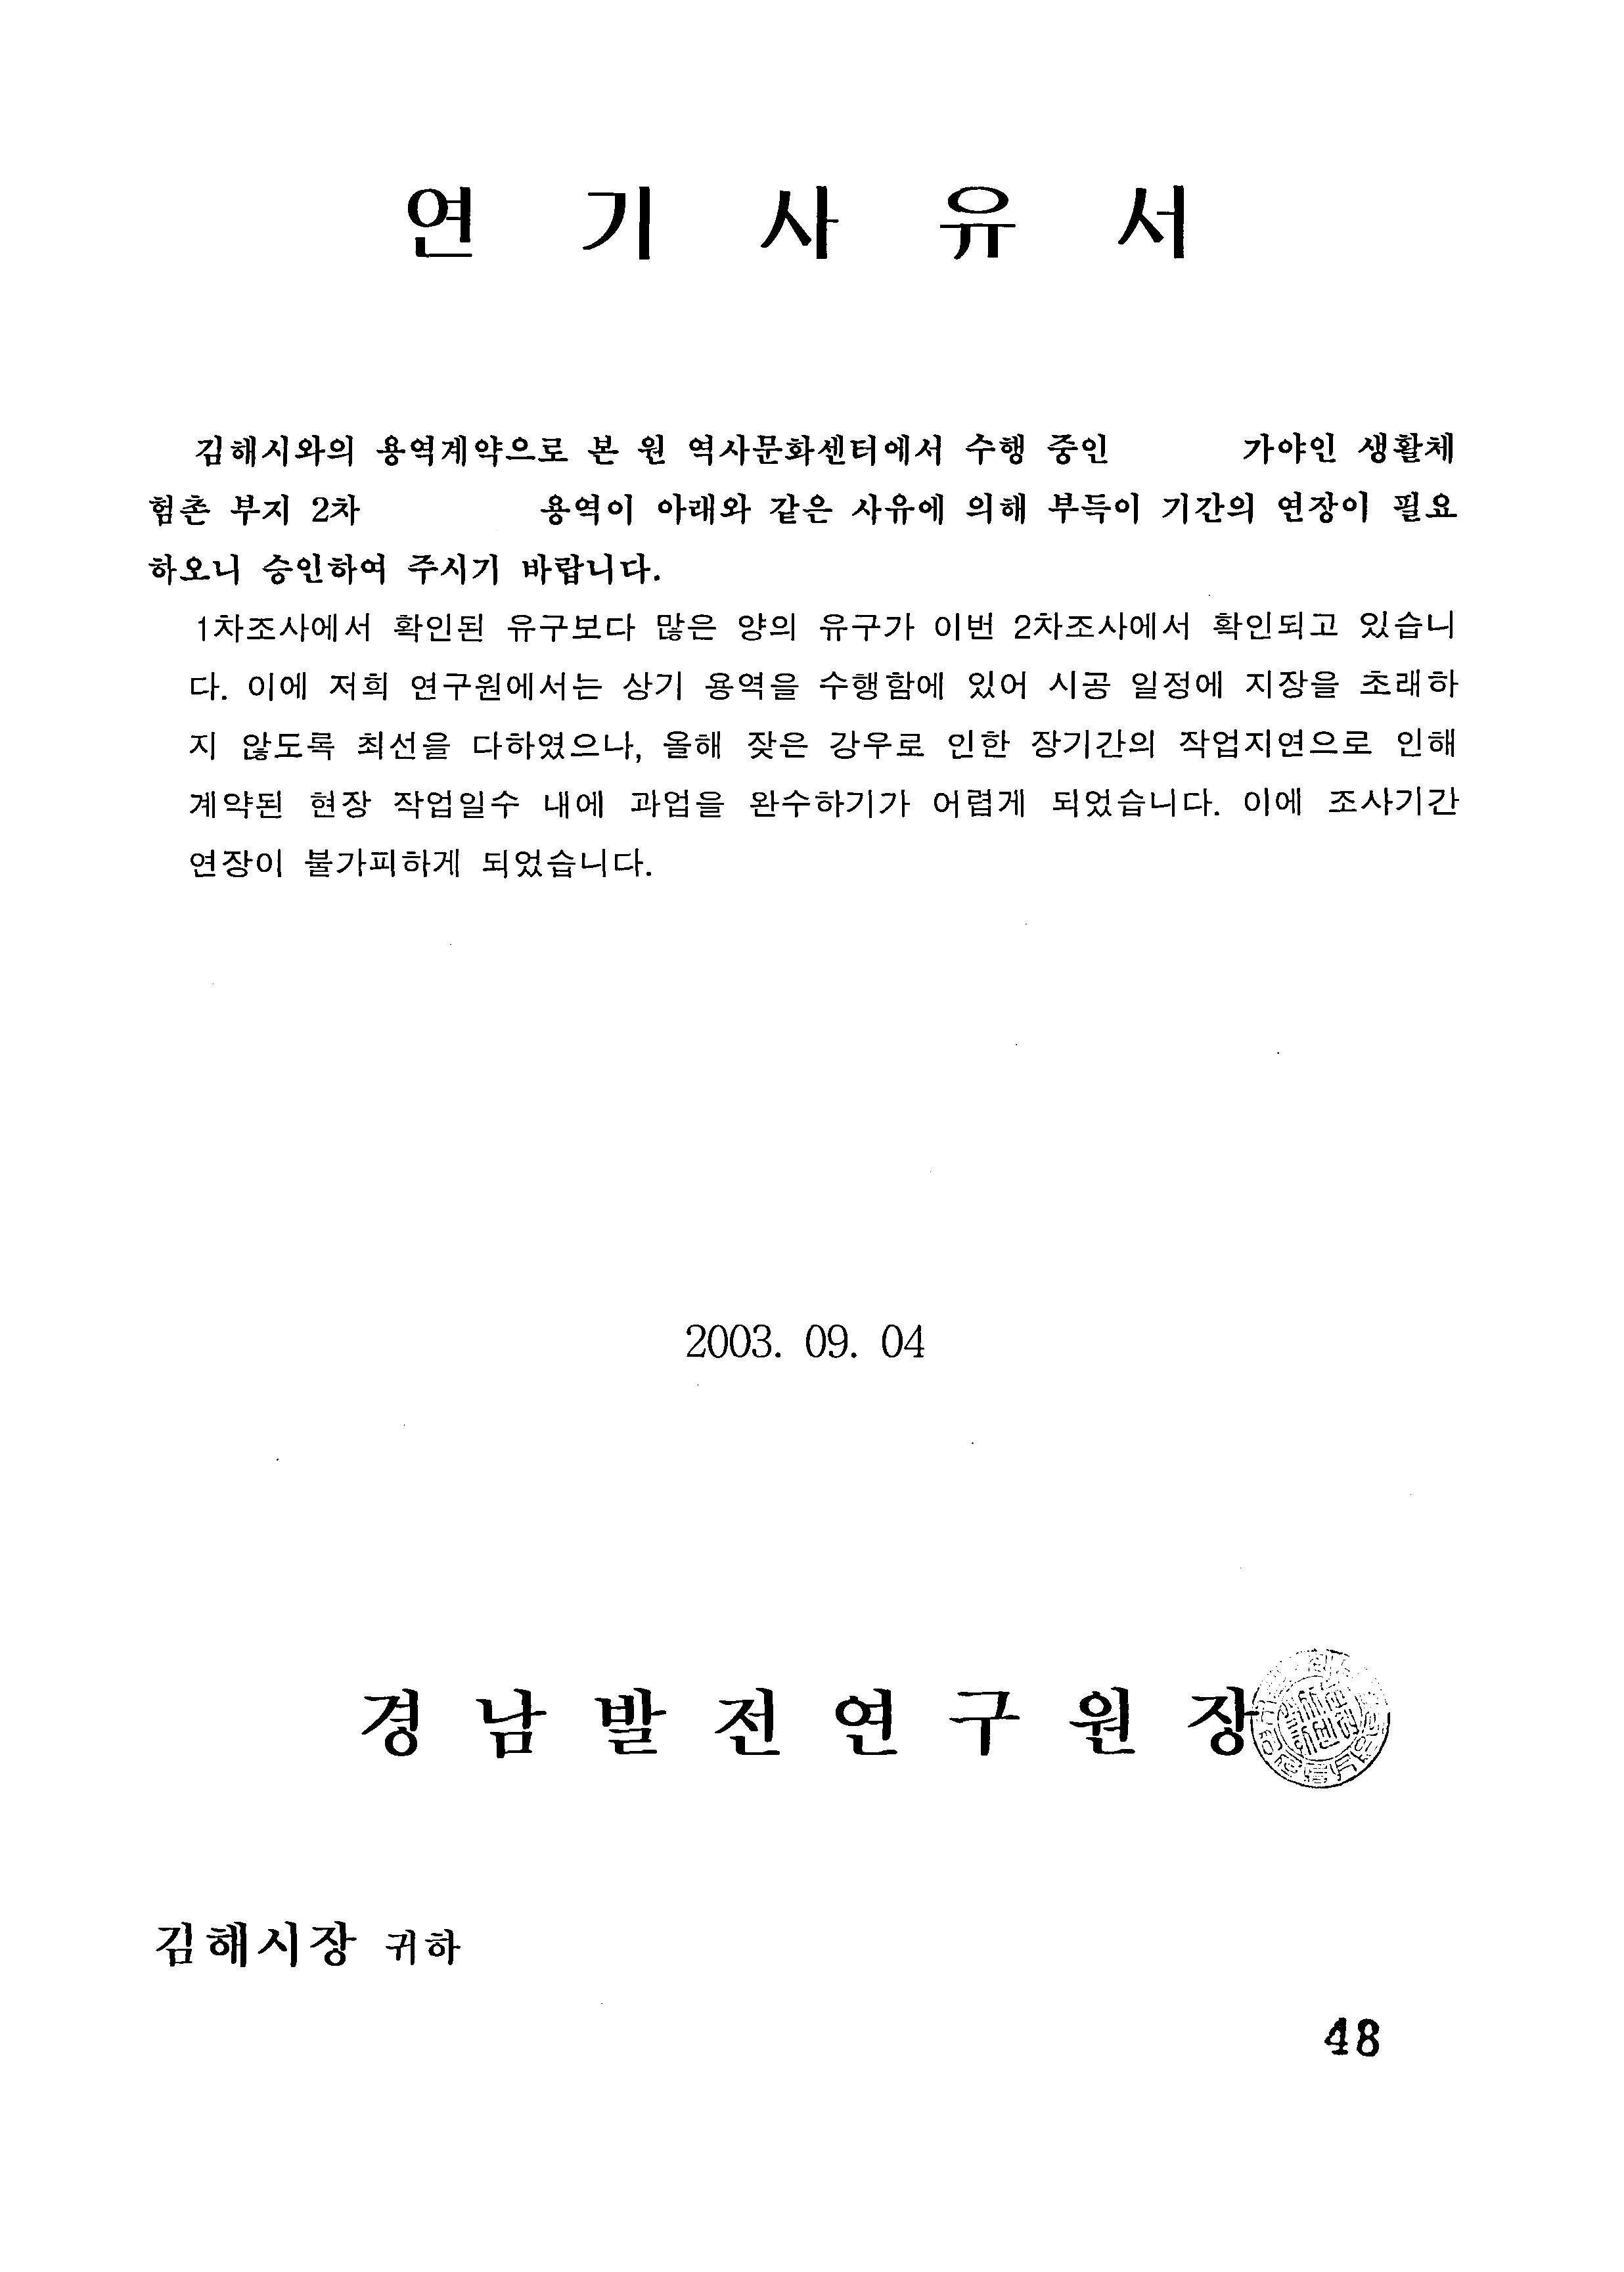 연 기 사 유 서
김해시와의 용역계약으로 본 원 역사문화센터에서 수행 중인 가야인 생활체
험촌 부지 2차 용역이 아래와 같은 사유에 의해 부득이 기간의 연장이 필요
하오니 승인하여 주시기 바랍니다.
1차조사에서 확인된 유구보다 많은 양의 유구가 이번 2차조사에서 확인되고 있습니
다. 이에 저희 연구원에서는 상기 용역을 수행함에 있어 시공 일정에 지장을 초래하
지 않도록 최선을 다하였으나, 올해 잦은 강우로 인한 장기간의 작업지연으로 인해
계약된 현장 작업일수 내에 과업을 완수하기가 어렵게 되었습니다. 이에 조사기간
연장이 불가피하게 되었습니다.
2003. 09. 04
경 남 발 전 연 구 원 장
김해시장 귀하
48